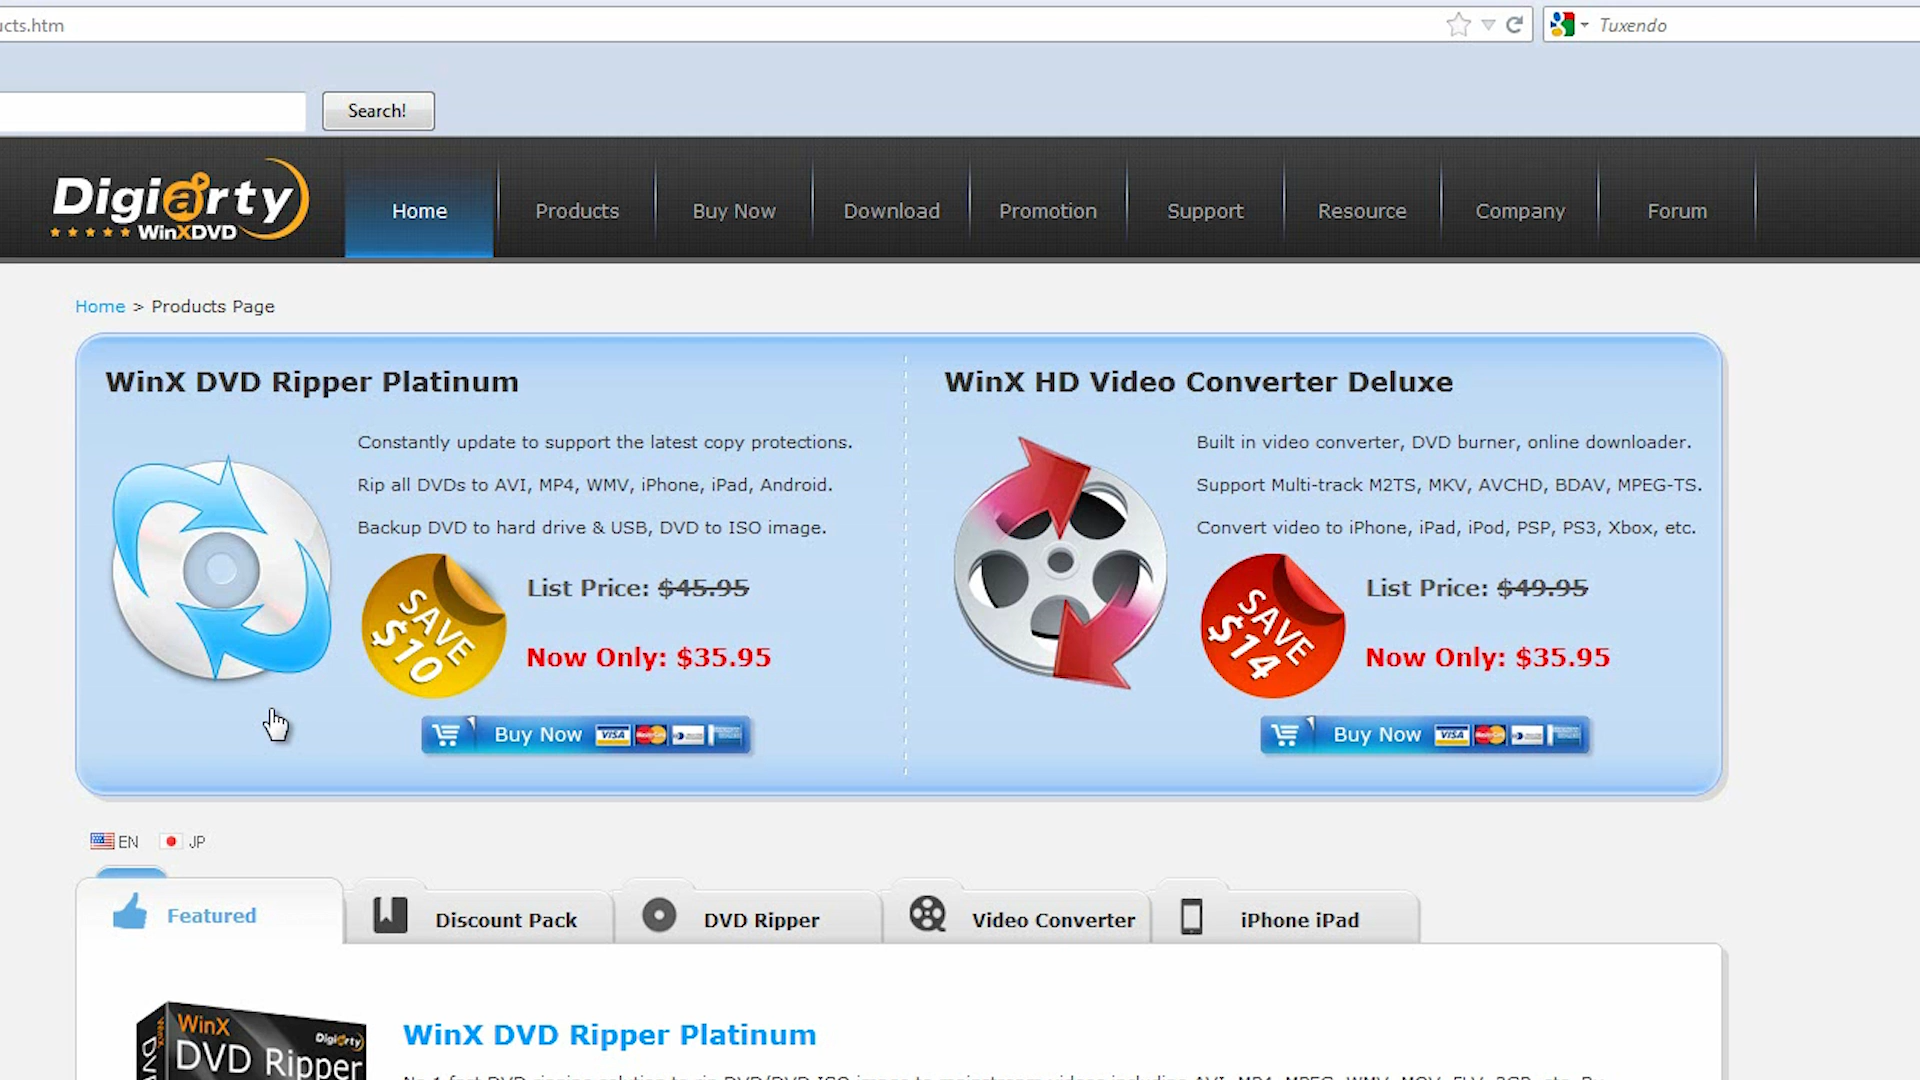 ucts.htm
Tuxendo
Search!
Digiarty
WinXDVD
Home
Products
Buy Now
Download
Promotion
Support
Resource
Company
Forum
Home > Products Page
WinX DVD Ripper Platinum
Constantly update to support the latest copy protections.
Rip all DVDs to AVI, MP4, WMV, iPhone, iPad, Android.
Backup DVD to hard drive & USB, DVD to ISO image.
SAVE
$10
List Price: $45.95
Now Only: $35.95
Buy Now
VISA
WinX HD Video Converter Deluxe
Built in video converter, DVD burner, online downloader.
Support Multi-track M2TS, MKV, AVCHD, BDAV, MPEG-TS.
Convert video to iPhone, iPad, iPod, PSP, PS3, Xbox, etc.
SAVE
$14
List Price: $49.95
Now Only: $35.95
Buy Now
VISA
EN
JP
Featured
Discount Pack
DVD Ripper
Video Converter
iPhone iPad
WinX
Digiarty
DVD Ripper
WinX DVD Ripper Platinum